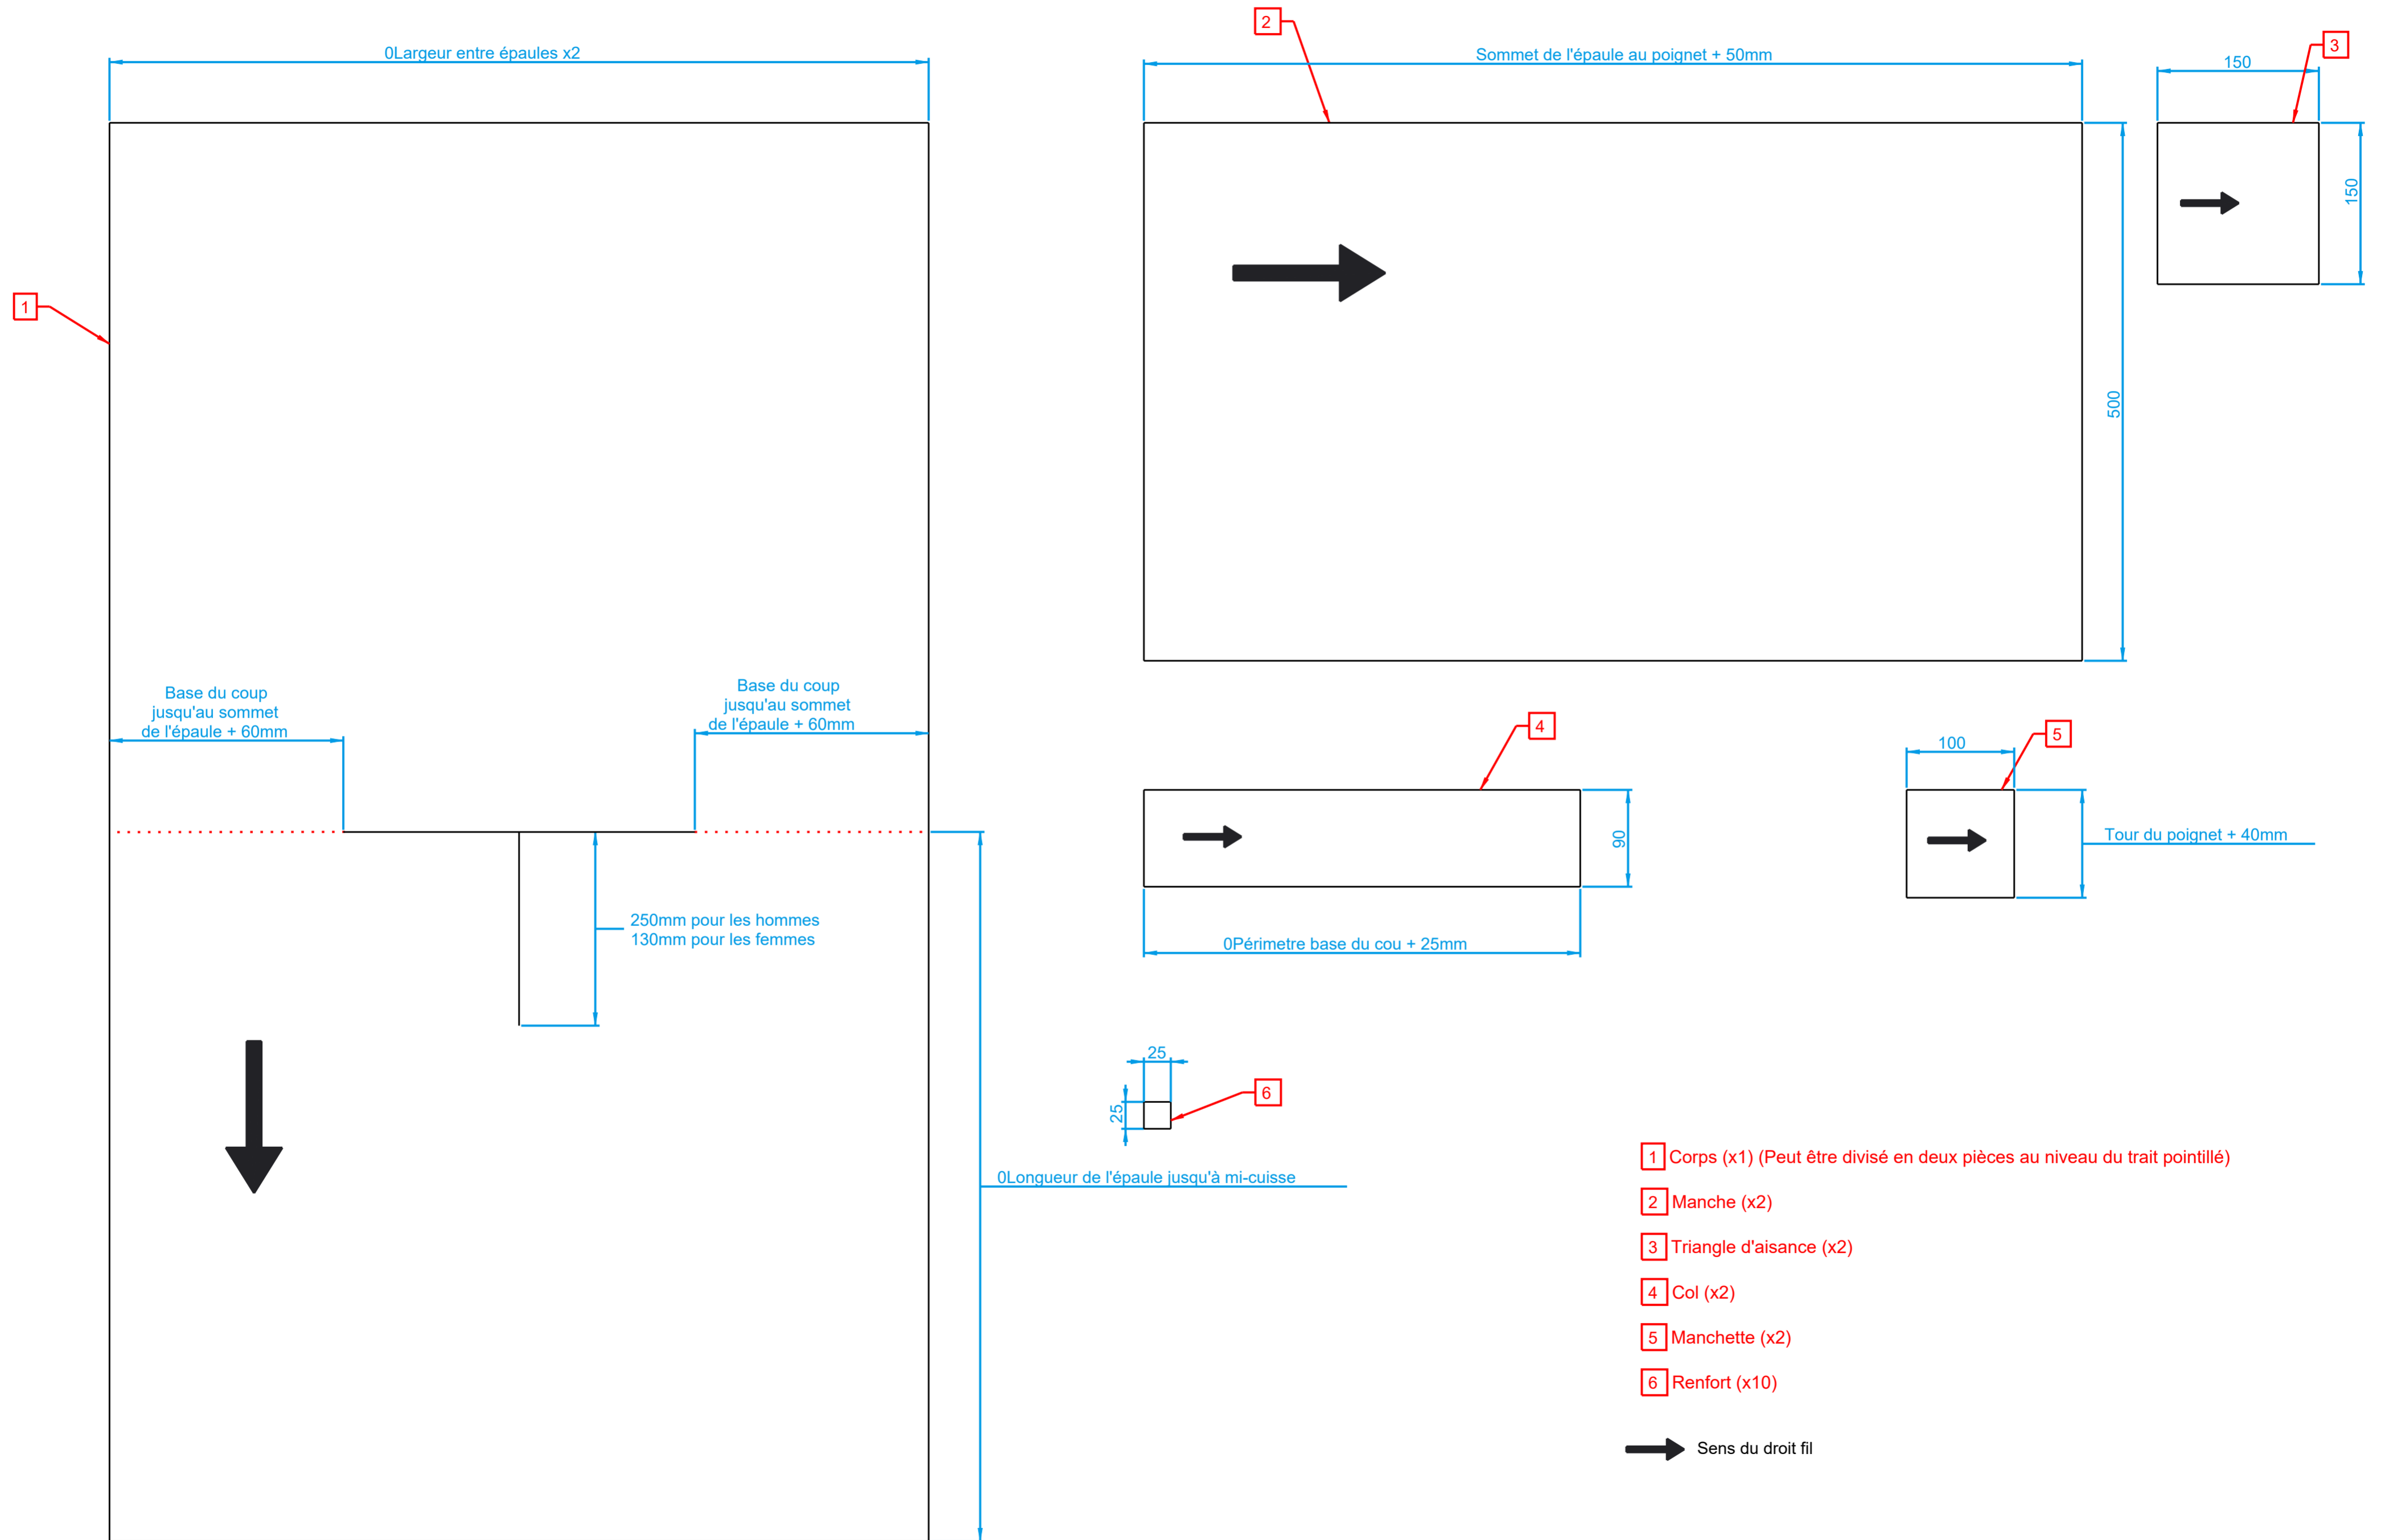 2
3
0Largeur entre épaules x2
Sommet de l'épaule au poignet + 50mm
150
150
1
500
Base du coup
jusqu'au sommet
de l'épaule + 60mm
Base du coup
jusqu'au sommet
de l'épaule + 60mm
4
5
100
90
Tour du poignet + 40mm
250mm pour les hommes
130mm pour les femmes
0Périmetre base du cou + 25mm
25
25
6
0Longueur de l'épaule jusqu'à mi-cuisse
1 Corps (x1) (Peut être divisé en deux pièces au niveau du trait pointillé)
2 Manche (x2)
3 Triangle d'aisance (x2)
4 Col (x2)
5 Manchette (x2)
6 Renfort (x10)
Sens du droit fil